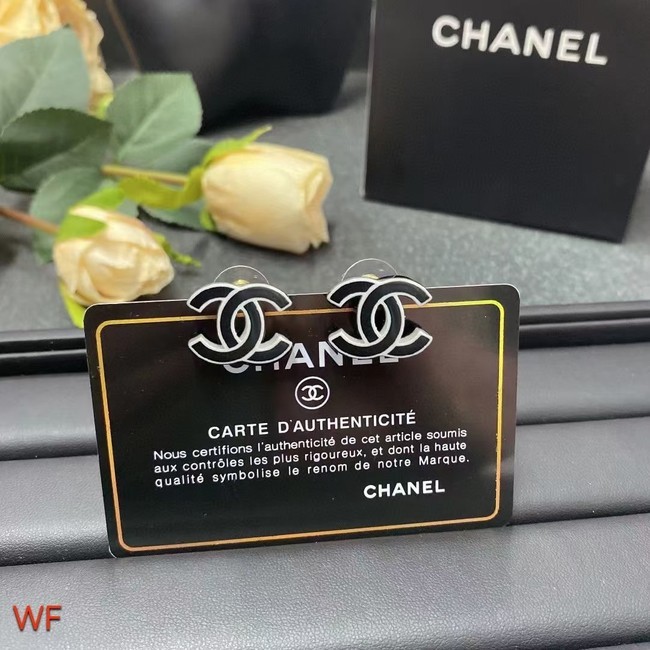 CHANEL
CHANEL
CARTE D'AUTHENTICITÉ
Nous certifions l'authenticité de cet article soumis
aux contrôles les plus rigoureux, et dont la haute
qualité symbolise le renom de notre Marque.
CHANEL
WF